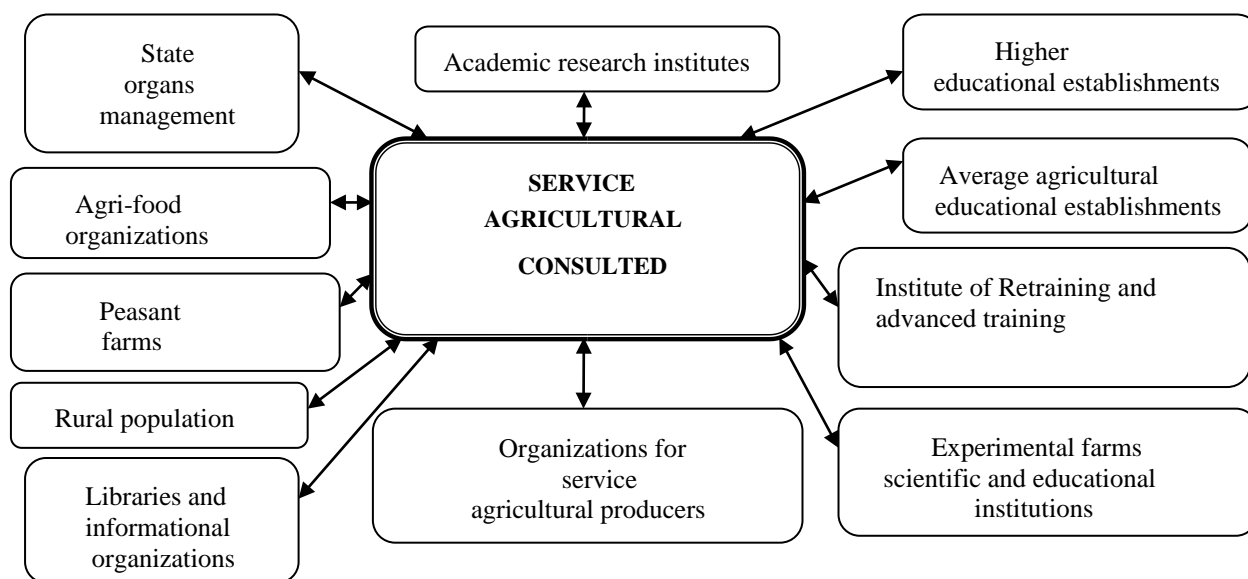 State
organs
management
Academic research institutes
Higher
educational establishments
Agri-food
organizations
SERVICE
AGRICULTURAL
CONSULTED
Average agricultural
educational establishments
Peasant
farms
Institute of Retraining and
advanced training
Rural population
Libraries and
informational
organizations
Organizations for
service
agricultural producers
Experimental farms
scientific and educational
institutions